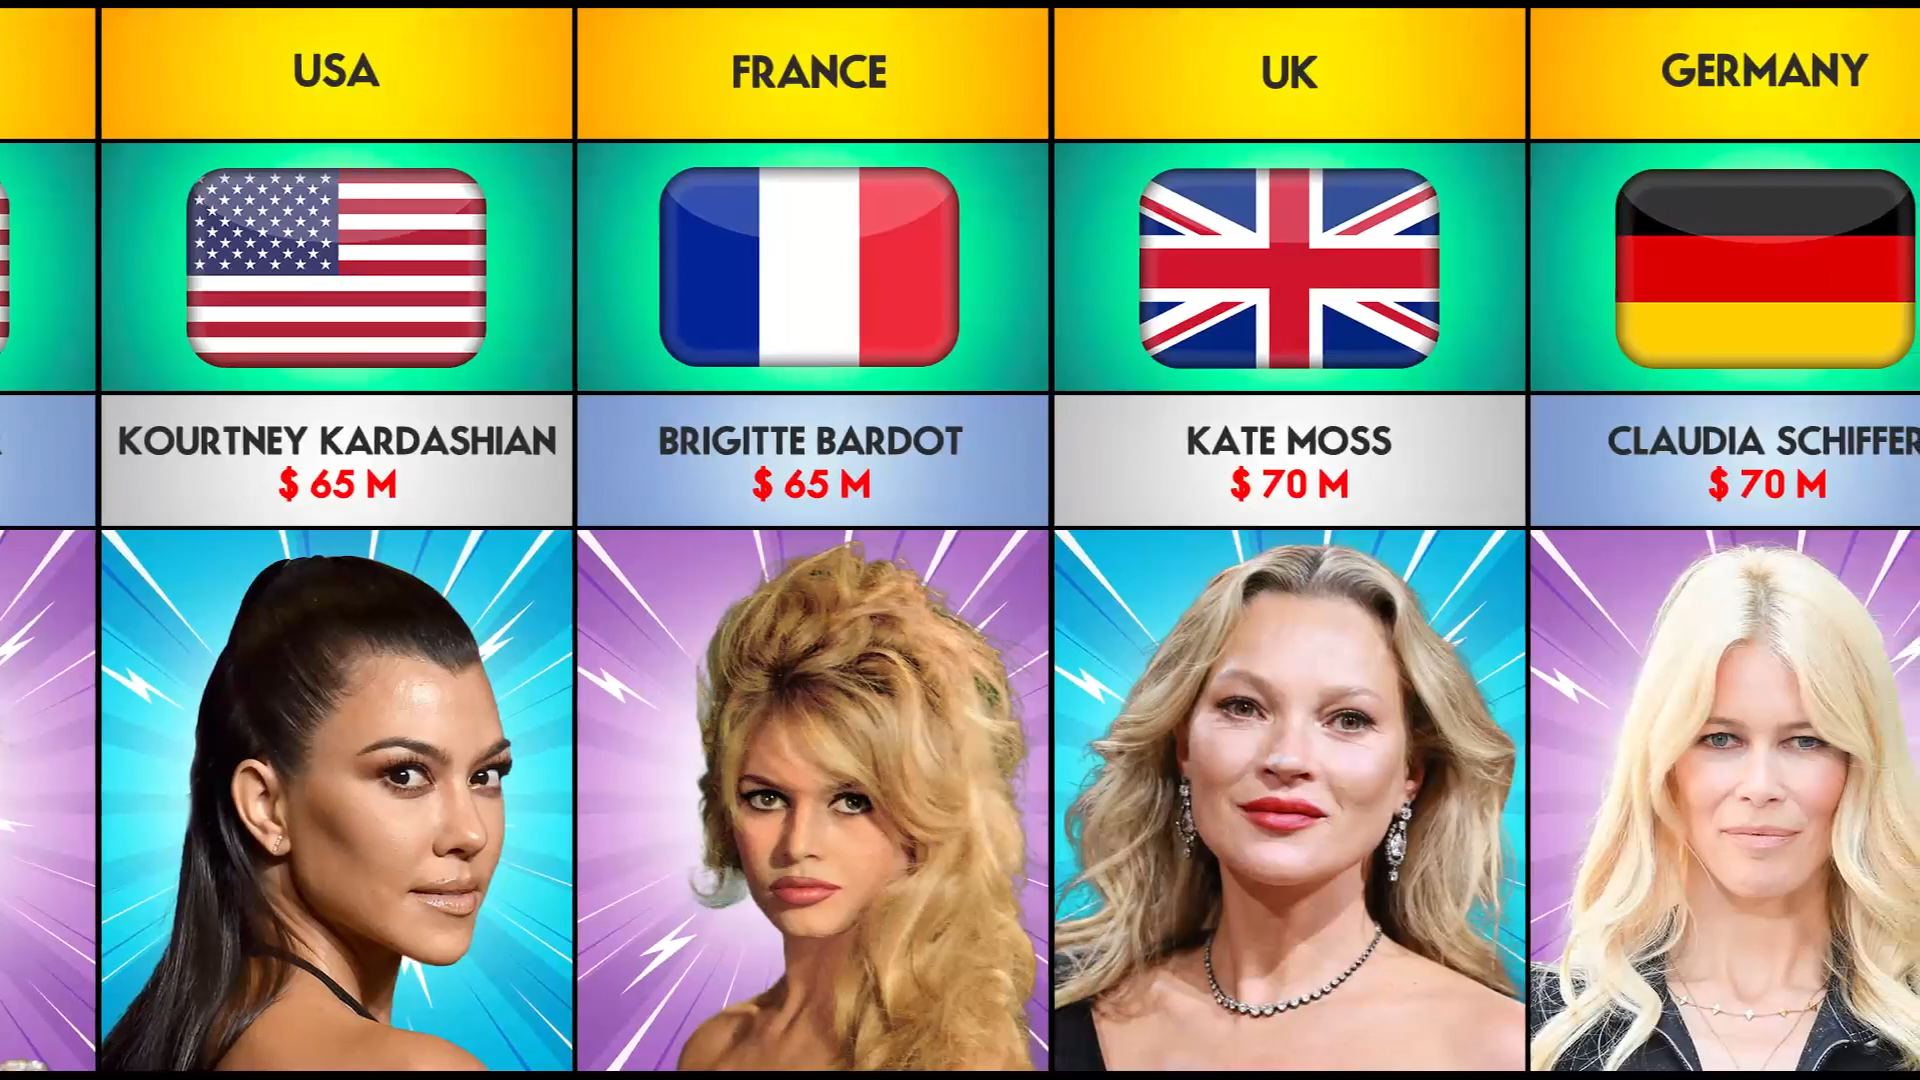 USA
FRANCE
UK
GERMANY
KOURTNEY KARDASHIAN
$ 65 M
BRIGITTE BARDOT
$ 65 M
KATE MOSS
$ 70 M
CLAUDIA SCHIFFER
$ 70 M